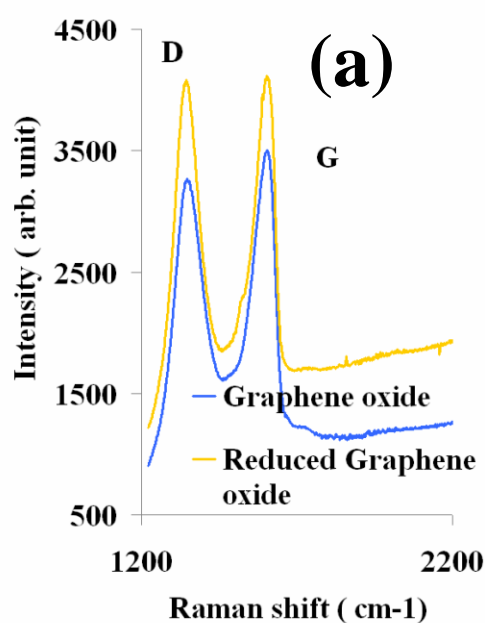 4500
D
(a)
3500
G
Intensity ( arb. unit)
2500
1500
Graphene oxide
Reduced Graphene
oxide
500
1200
2200
Raman shift ( cm-1)